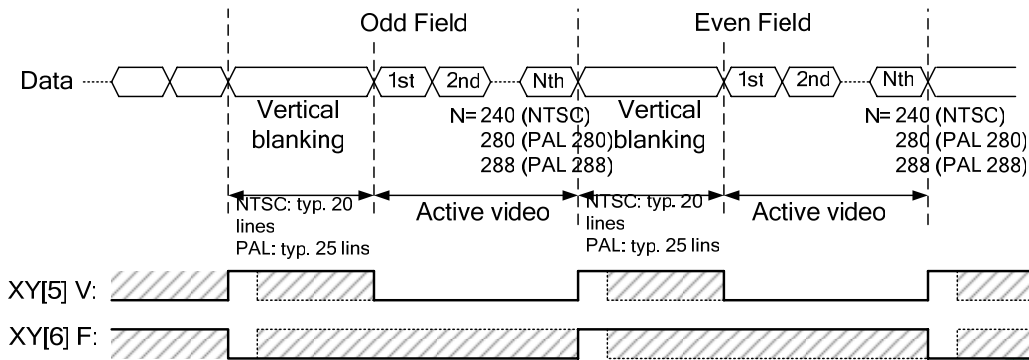 Odd Field
Even Field
Data
1st
2nd
Nth
1st
2nd
Nth
Vertical
blanking
N= 240 (NTSC)
280 (PAL 280)
288 (PAL 288)
Vertical
blanking
N= 240 (NTSC)
280 (PAL 280)
288 (PAL 288)
NTSC: typ. 20
lines
PAL: typ. 25 lins
Active video
NTSC: typ. 20
lines
PAL: typ. 25 lins
Active video
XY[5] V:
XY[6] F: